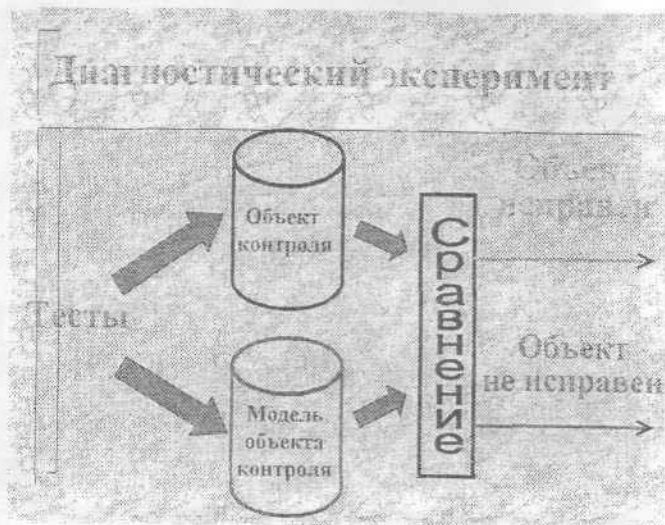 Диагностический эксперимент
Объект
контроля
Объект
исправен
Тесты
Сравнение
Объект
не исправен
Модель
объекта
контроля